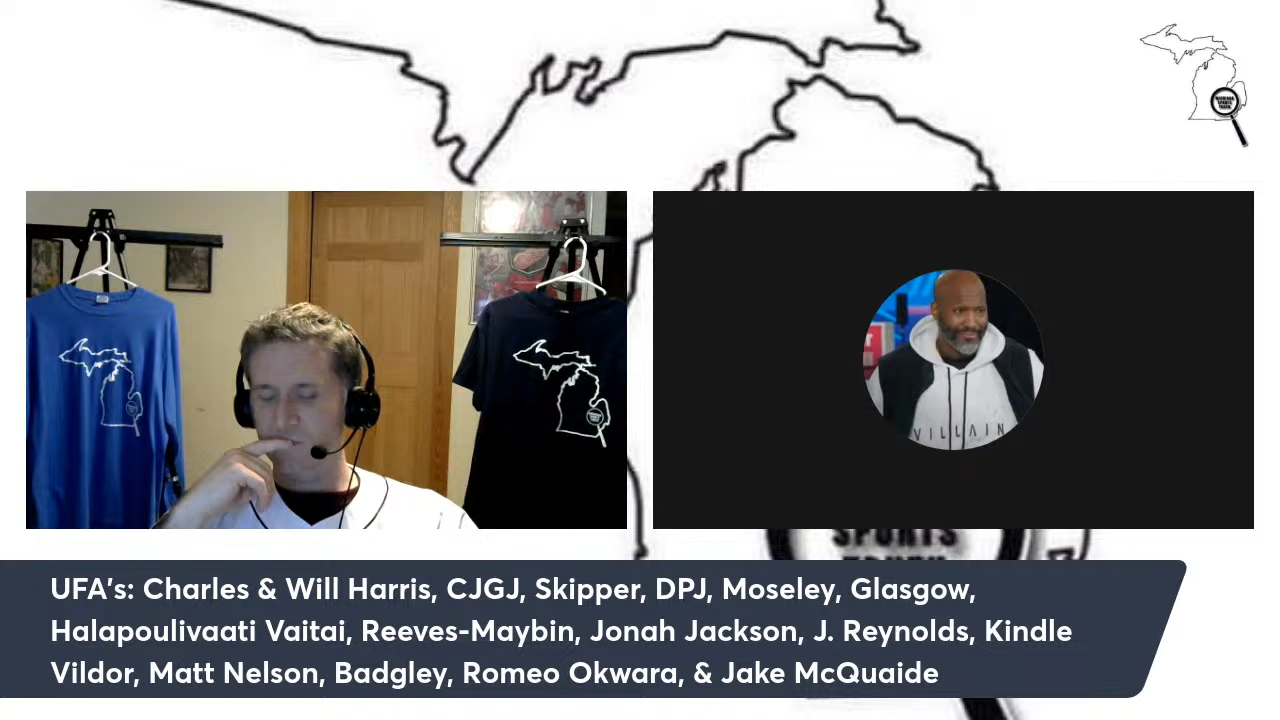 VILLAIN
SPORTS
UFA's: Charles & Will Harris, CJGJ, Skipper, DPJ, Moseley, Glasgow,
Halapoulivaati Vaitai, Reeves-Maybin, Jonah Jackson, J. Reynolds, Kindle
Vildor, Matt Nelson, Badgley, Romeo Okwara, & Jake McQuaide